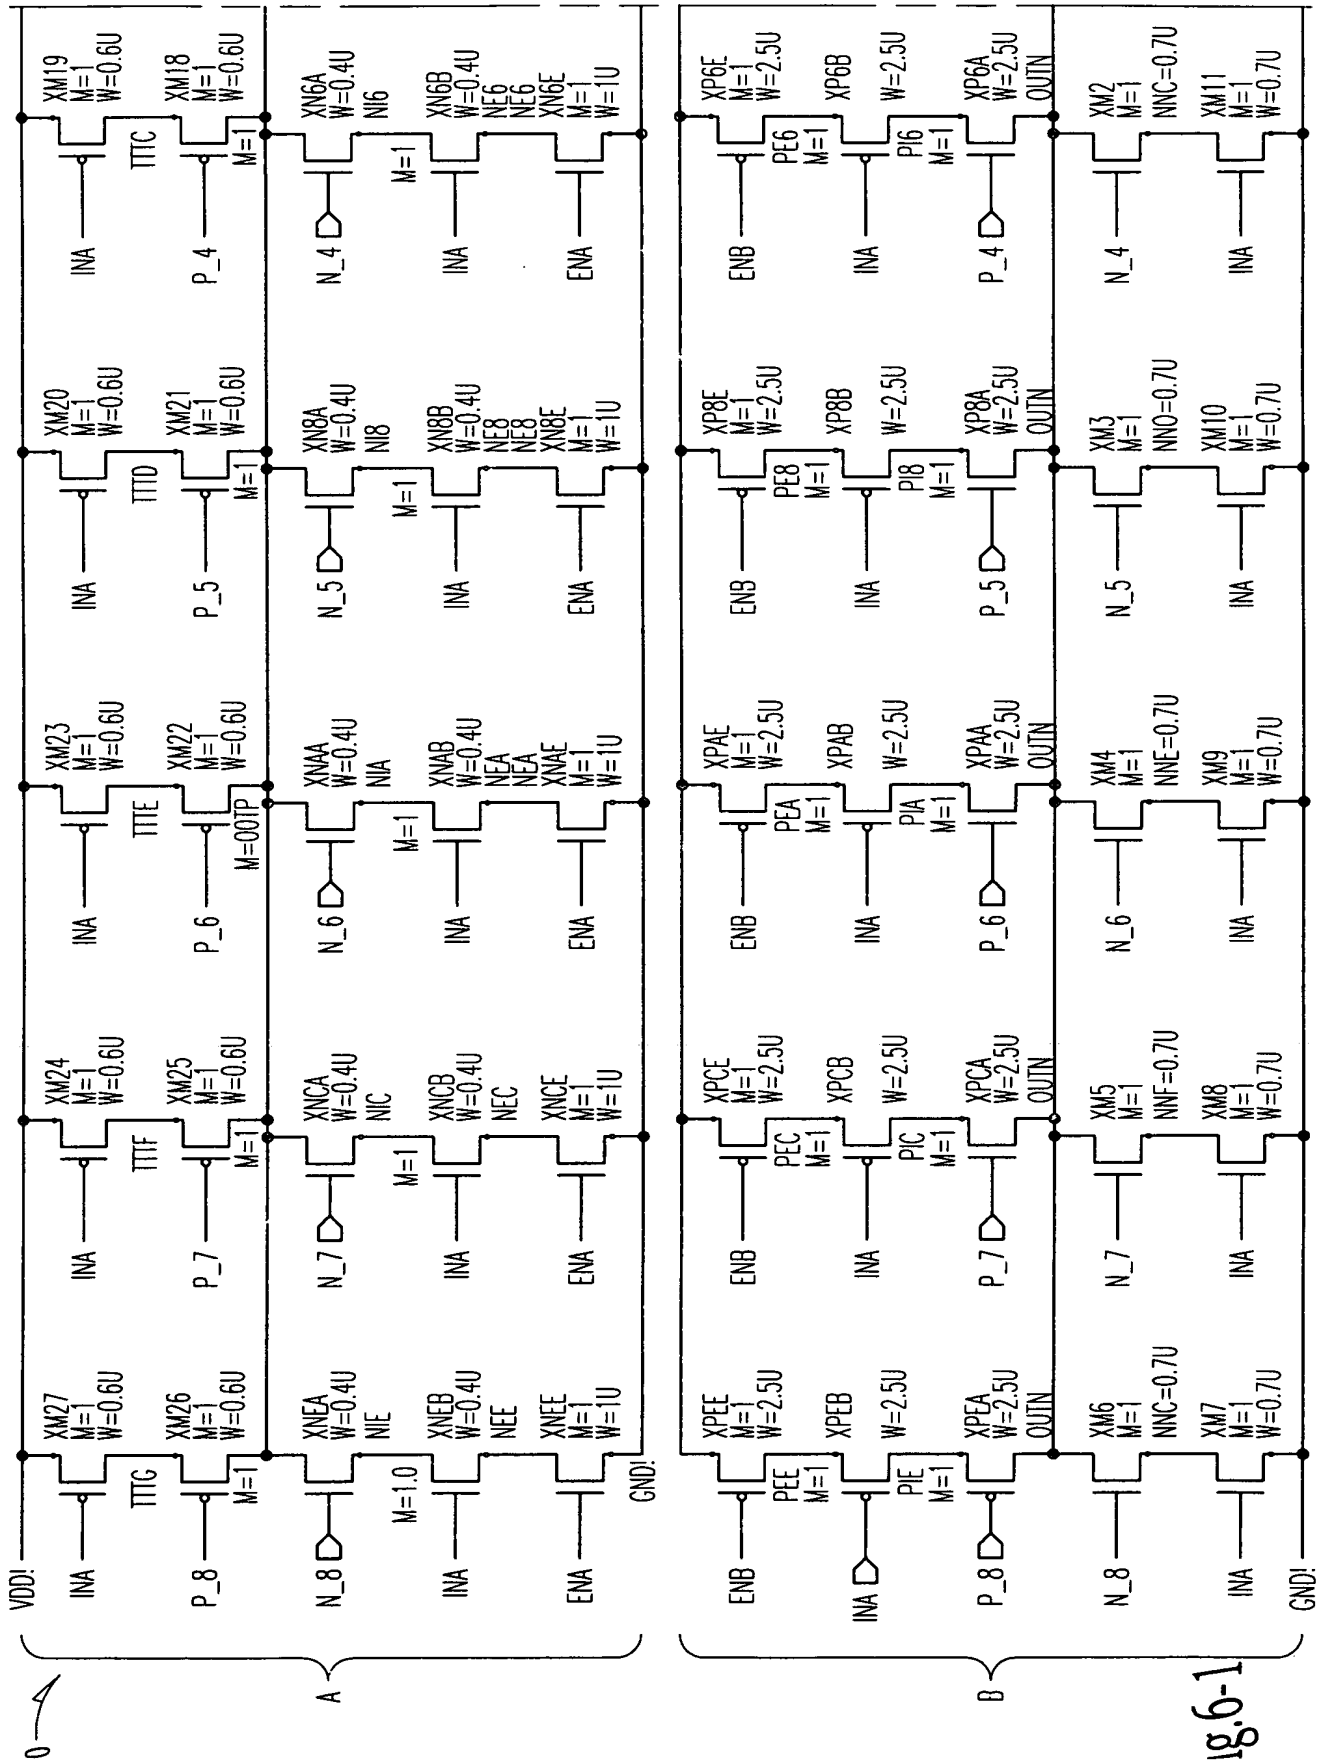 0
VDD!
A
INA
TTTG
XM27
M=1
W=0.6U
P_8
M=1
XM26
M=1
W=0.6U
N_8
XNEA
W=0.4U
NIE
M=1.0
INA
XNEB
W=0.4U
NEE
ENA
XNEE
M=1
W=1U
GND!
INA
TTTF
XM24
M=1
W=0.6U
P_7
M=1
XM25
M=1
W=0.6U
N_7
XNCA
W=0.4U
NIC
M=1
INA
XNCB
W=0.4U
NEC
ENA
XNCE
M=1
W=1U
INA
TTTE
XM23
M=1
W=0.6U
P_6
M=OOTP
XM22
M=1
W=0.6U
N_6
XNAA
W=0.4U
NIA
M=1
INA
XNAB
W=0.4U
NEA
NEA
ENA
XNAE
M=1
W=1U
INA
TTTD
XM20
M=1
W=0.6U
P_5
M=1
XM21
M=1
W=0.6U
N_5
XN8A
W=0.4U
NI8
M=1
INA
XN8B
W=0.4U
NE8
NE8
ENA
XN8E
M=1
W=1U
INA
TTTC
XM19
M=1
W=0.6U
P_4
M=1
XM18
M=1
W=0.6U
N_4
XN6A
W=0.4U
NI6
M=1
INA
XN6B
W=0.4U
NE6
NE6
ENA
XN6E
M=1
W=1U
B
ENB
XPEE
M=1
W=2.5U
PEE
M=1
INA
XPEB
W=2.5U
PIE
M=1
P_8
XPEA
W=2.5U
OUTN
N_8
XM6
M=1
NNC=0.7U
INA
XM7
M=1
W=0.7U
GND!
ENB
XPCE
M=1
W=2.5U
PEC
M=1
INA
XPCB
W=2.5U
PIC
M=1
P_7
XPCA
W=2.5U
OUTN
N_7
XM5
M=1
NNF=0.7U
INA
XM8
M=1
W=0.7U
ENB
XPAE
M=1
W=2.5U
PEA
M=1
INA
XPAB
W=2.5U
PIA
M=1
P_6
XPAA
W=2.5U
OUTN
N_6
XM4
M=1
NNE=0.7U
INA
XM9
M=1
W=0.7U
ENB
XP8E
M=1
W=2.5U
PE8
M=1
INA
XP8B
W=2.5U
PI8
M=1
P_5
XP8A
W=2.5U
OUTN
N_5
XM3
M=1
NNO=0.7U
INA
XM10
M=1
W=0.7U
ENB
XP6E
M=1
W=2.5U
PE6
M=1
INA
XP6B
W=2.5U
PI6
M=1
P_4
XP6A
W=2.5U
OUTN
N_4
XM2
M=1
NNC=0.7U
INA
XM11
M=1
W=0.7U
ig.6-1